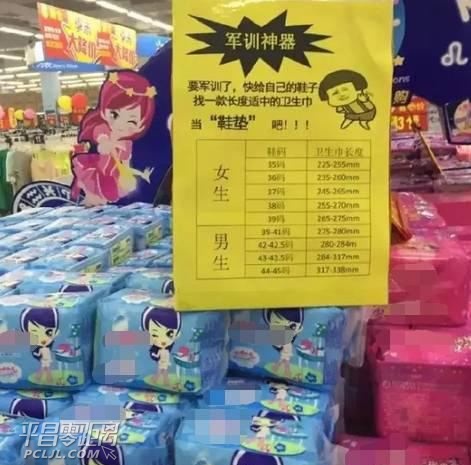 军训神器
要军训了，快给自己的鞋子
找一款长度适中的卫生巾
当“鞋垫”吧！！！
鞋码 卫生巾长度
女生
35码 225-255mm
36码 235-260mm
37码 245-265mm
38码 255-270mm
39码 265-275mm
男生
39-41码 275-280mm
42-42.5码 280-284m
43-43.5码 284-317mm
44-45码 317-338mm
平昌零距离
PCLJL.COM